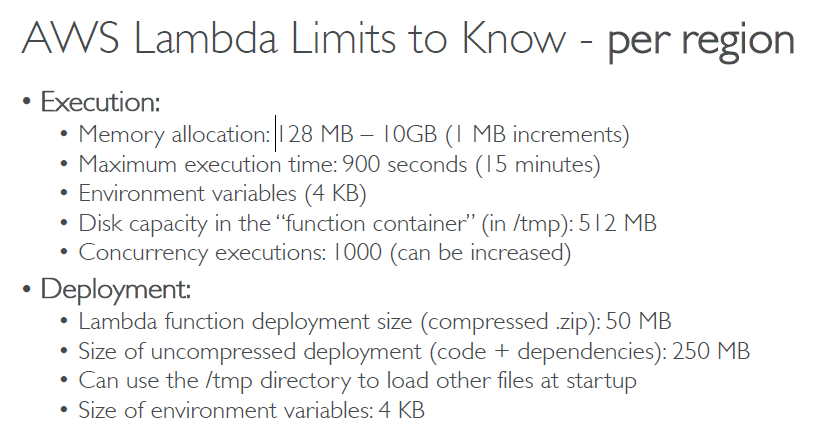 AWS Lambda Limits to Know - per region
• Execution:
• Memory allocation: 128 MB – 10GB (1 MB increments)
• Maximum execution time: 900 seconds (15 minutes)
• Environment variables (4 KB)
• Disk capacity in the “function container” (in /tmp): 512 MB
• Concurrency executions: 1000 (can be increased)
• Deployment:
• Lambda function deployment size (compressed .zip): 50 MB
• Size of uncompressed deployment (code + dependencies): 250 MB
• Can use the /tmp directory to load other files at startup
• Size of environment variables: 4 KB